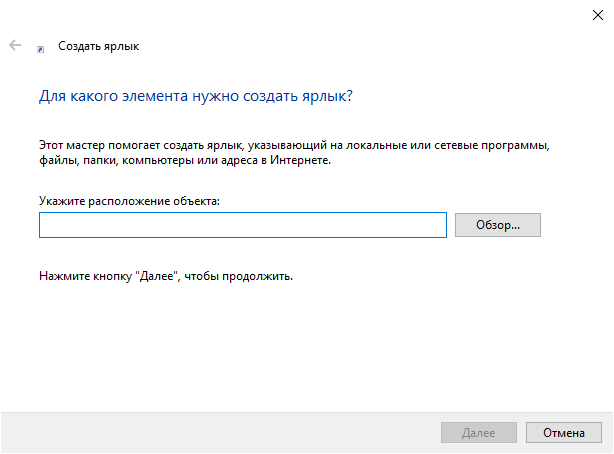 Создать ярлык
Для какого элемента нужно создать ярлык?
Этот мастер помогает создать ярлык, указывающий на локальные или сетевые программы,
файлы, папки, компьютеры или адреса в Интернете.
Укажите расположение объекта:
Обзор...
Нажмите кнопку "Далее", чтобы продолжить.
Далее
Отмена